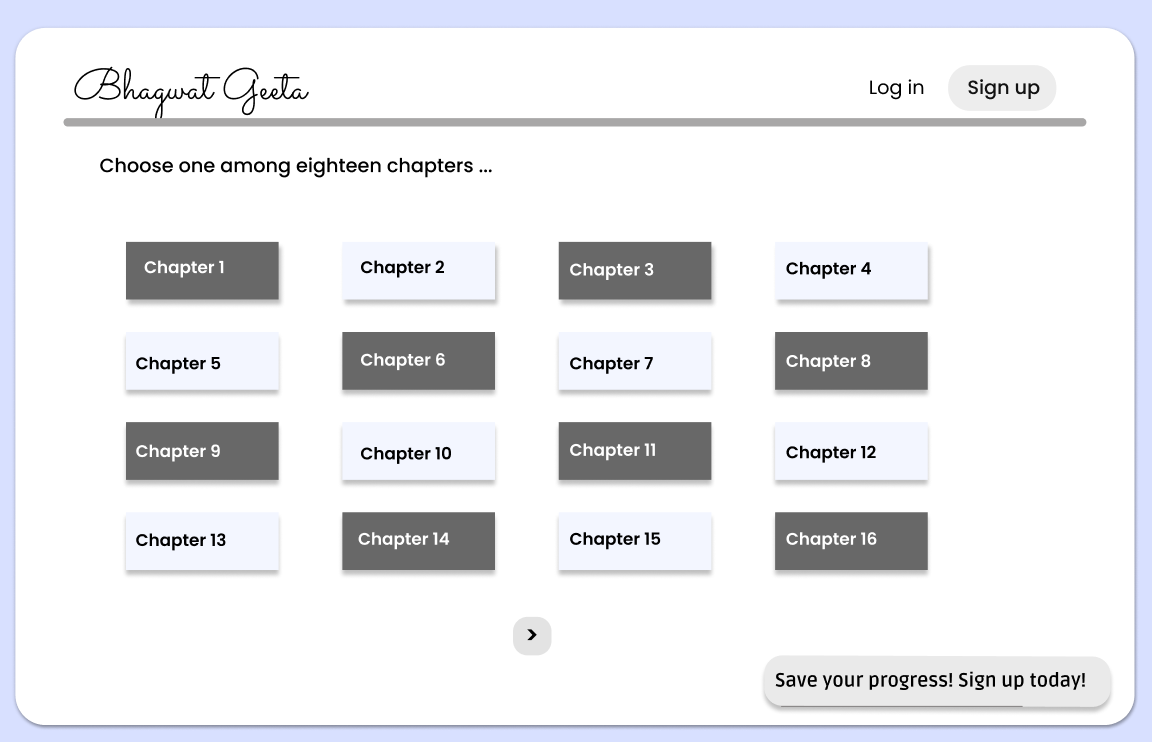 Bhagwat Geeta
Log in
Sign up
Choose one among eighteen chapters ...
Chapter 1
Chapter 2
Chapter 3
Chapter 4
Chapter 5
Chapter 6
Chapter 7
Chapter 8
Chapter 9
Chapter 10
Chapter 11
Chapter 12
Chapter 13
Chapter 14
Chapter 15
Chapter 16
>
Save your progress! Sign up today!